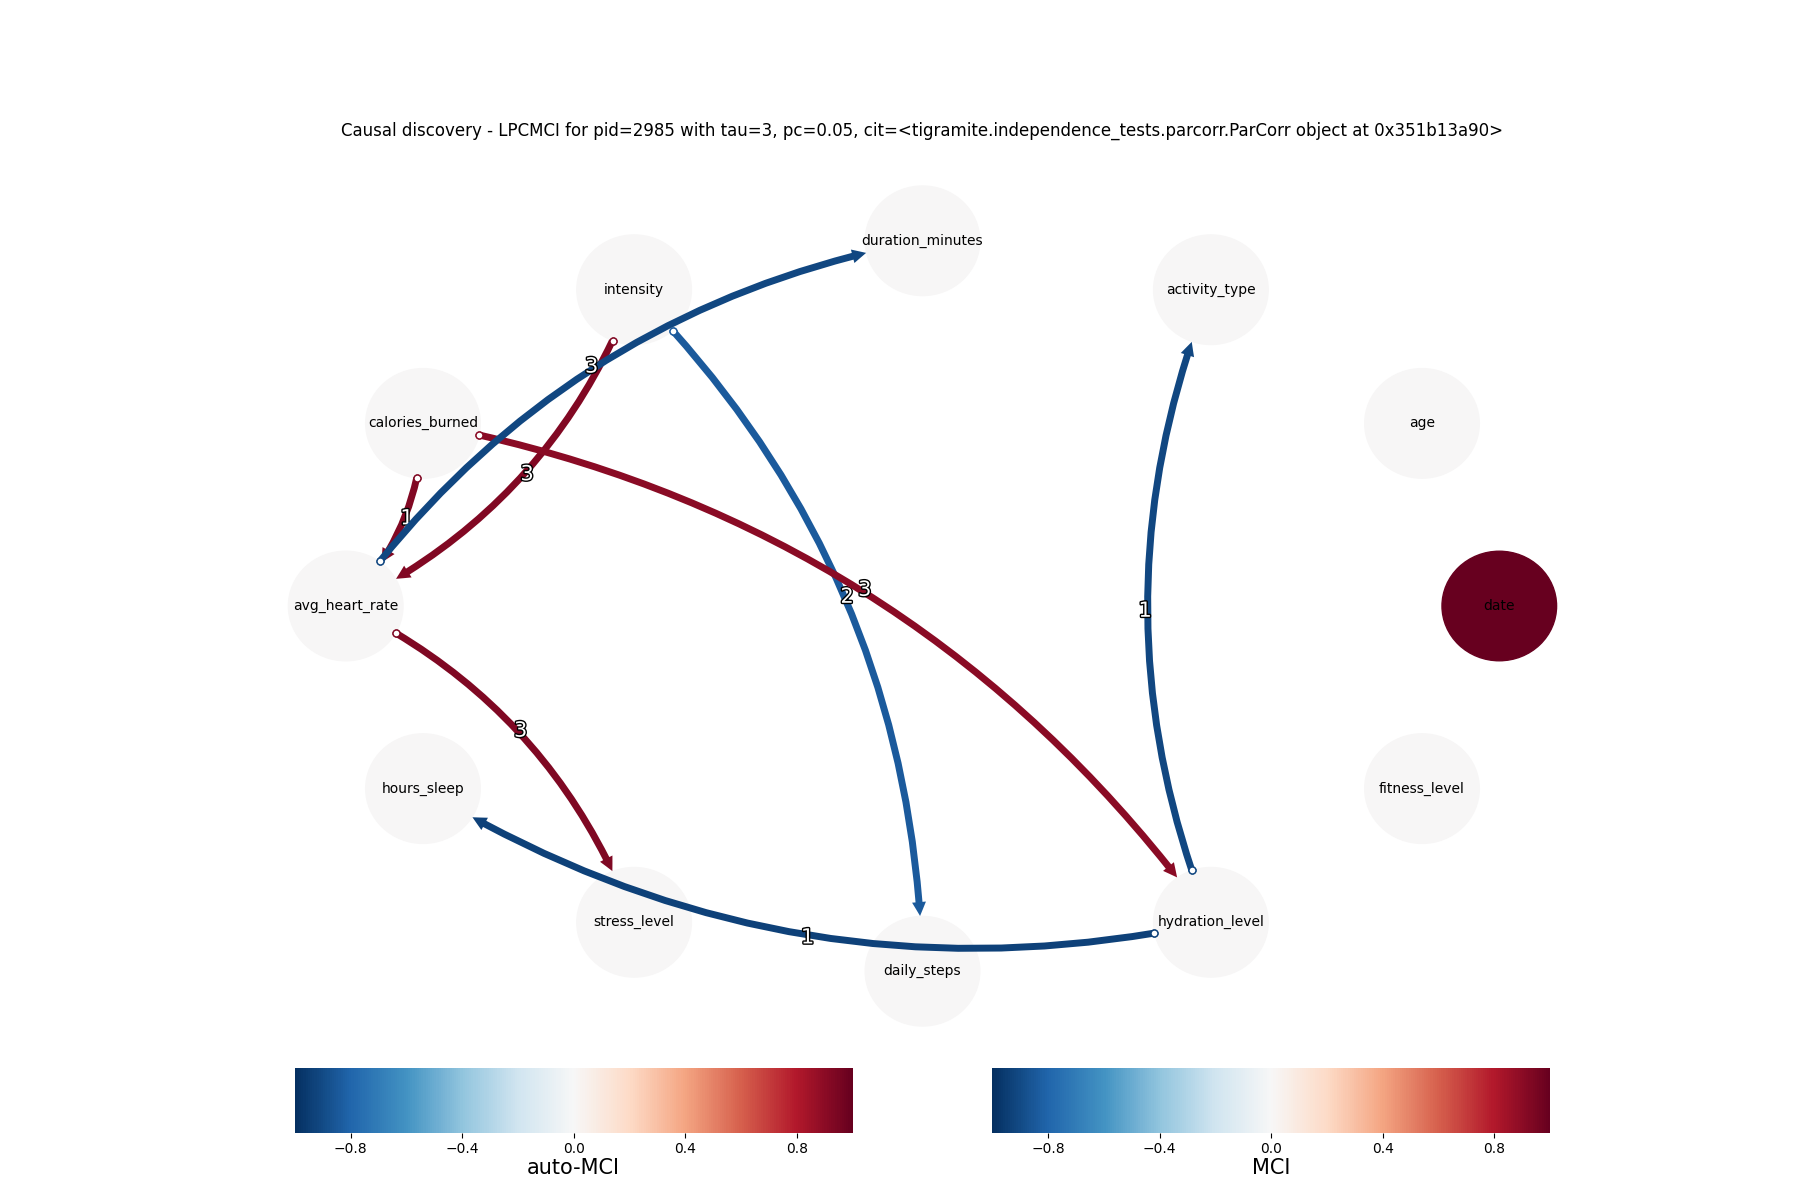 Causal discovery - LPCMCI for pid=2985 with tau=3, pc=0.05, cit=<tigramite.independence_tests.parcorr.ParCorr object at 0x351b13a90>
duration_minutes
intensity
activity_type
3
calories_burned
age
3
1
avg_heart_rate
date
2
3
1
3
hours_sleep
fitness_level
stress_level
hydration_level
1
daily_steps
−0.8 −0.4 0.0 0.4 0.8
auto-MCI
−0.8 −0.4 0.0 0.4 0.8
MCI